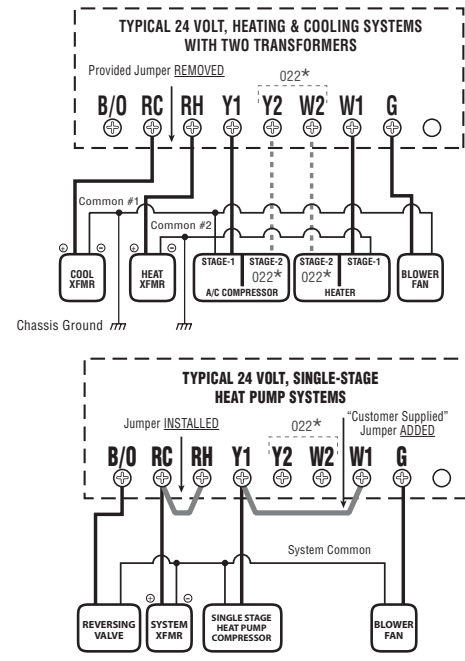 TYPICAL 24 VOLT, HEATING & COOLING SYSTEMS
WITH TWO TRANSFORMERS
Provided Jumper REMOVED
022*
B/O RC RH Y1 Y2 W2 W1 G
Common #1
Common #2
+ - + -
COOL
XFMR
HEAT
XFMR
STAGE-1 STAGE-2
022*
A/C COMPRESSOR
STAGE-2 STAGE-1
022*
HEATER
BLOWER
FAN
Chassis Ground
TYPICAL 24 VOLT, SINGLE-STAGE
HEAT PUMP SYSTEMS
Jumper INSTALLED
022*
“Customer Supplied”
Jumper ADDED
B/O RC RH Y1 Y2 W2 W1 G
System Common
+ -
REVERSING
VALVE
SYSTEM
XFMR
SINGLE STAGE
HEAT PUMP
COMPRESSOR
BLOWER
FAN